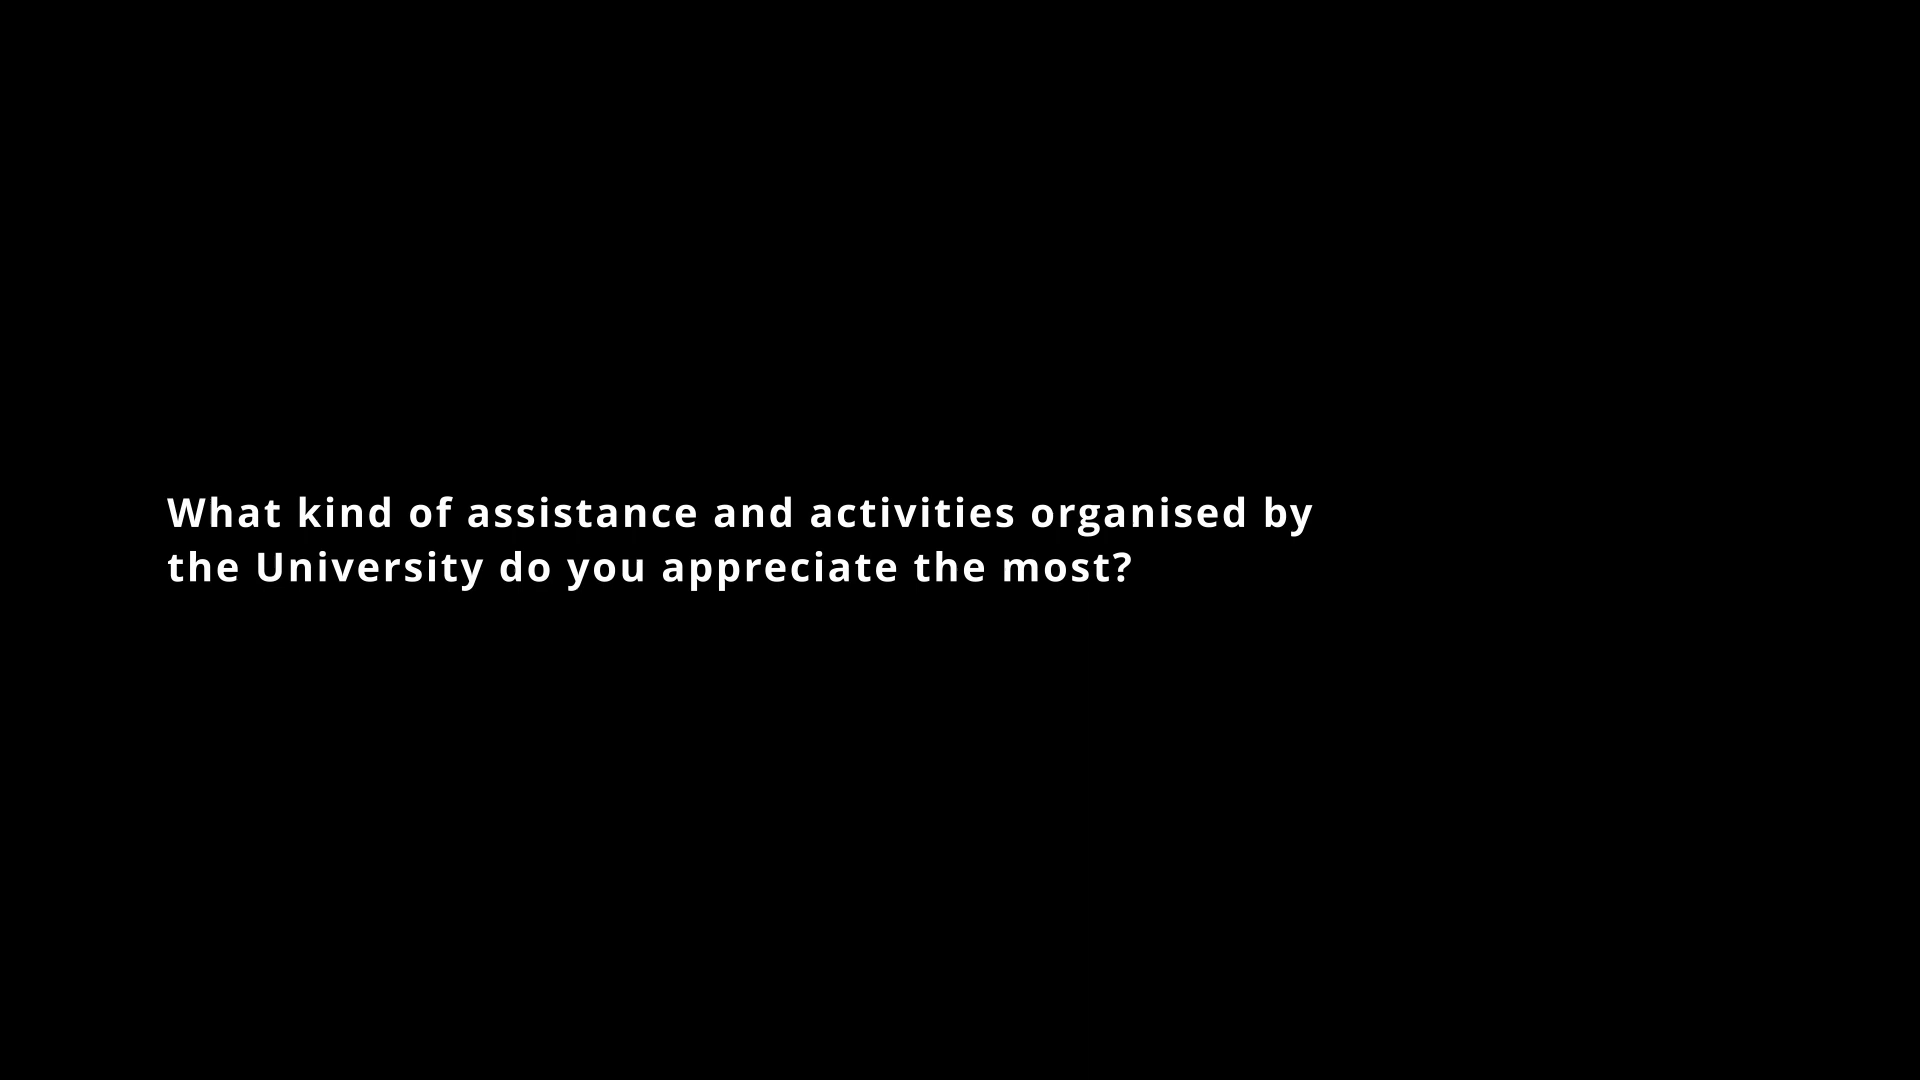 What kind of assistance and activities organised by
the University do you appreciate the most?